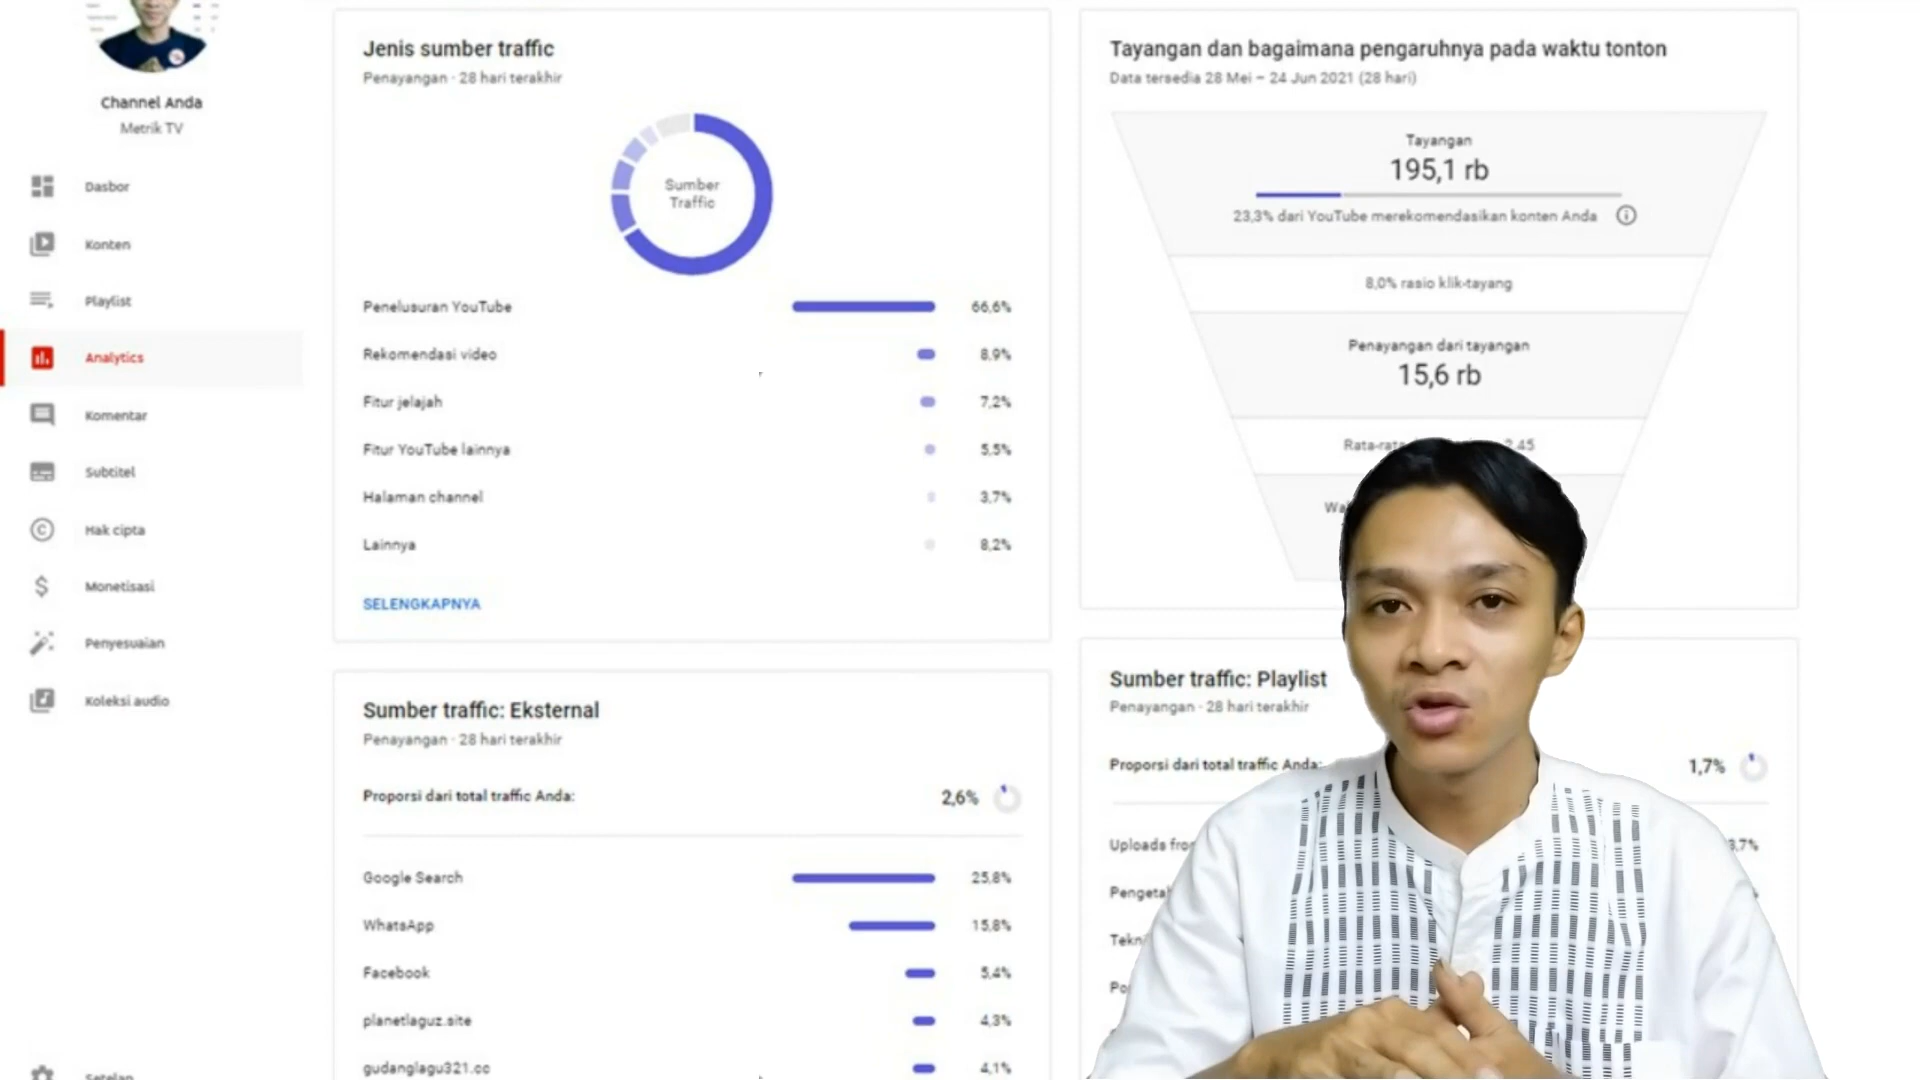 Channel Anda
Metrik TV
Dasbor
Konten
Playlist
Analytics
Komentar
Subtitel
Hak cipta
Monetisasi
Penyesuaian
Koleksi audio
Jenis sumber traffic
Penayangan · 28 hari terakhir
Sumber
Traffic
Penelusuran YouTube 66,6%
Rekomendasi video 8,9%
Fitur jelajah 7,2%
Fitur YouTube lainnya 5,5%
Halaman channel 3,7%
Lainnya 8,2%
SELENGKAPNYA
Sumber traffic: Eksternal
Penayangan · 28 hari terakhir
Proporsi dari total traffic Anda: 2,6%
Google Search 25,8%
WhatsApp 15,8%
Facebook 5,4%
planetlaguz.site 4,3%
gudanglagu321.cc 4,1%
Tayangan dan bagaimana pengaruhnya pada waktu tonton
Data tersedia 28 Mei – 24 Jun 2021 (28 hari)
Tayangan
195,1 rb
23,3% dari YouTube merekomendasikan konten Anda
8,0% rasio klik-tayang
Penayangan dari tayangan
15,6 rb
Sumber traffic: Playlist
Penayangan · 28 hari terakhir
Proporsi dari total traffic Anda: 1,7%
Uploads